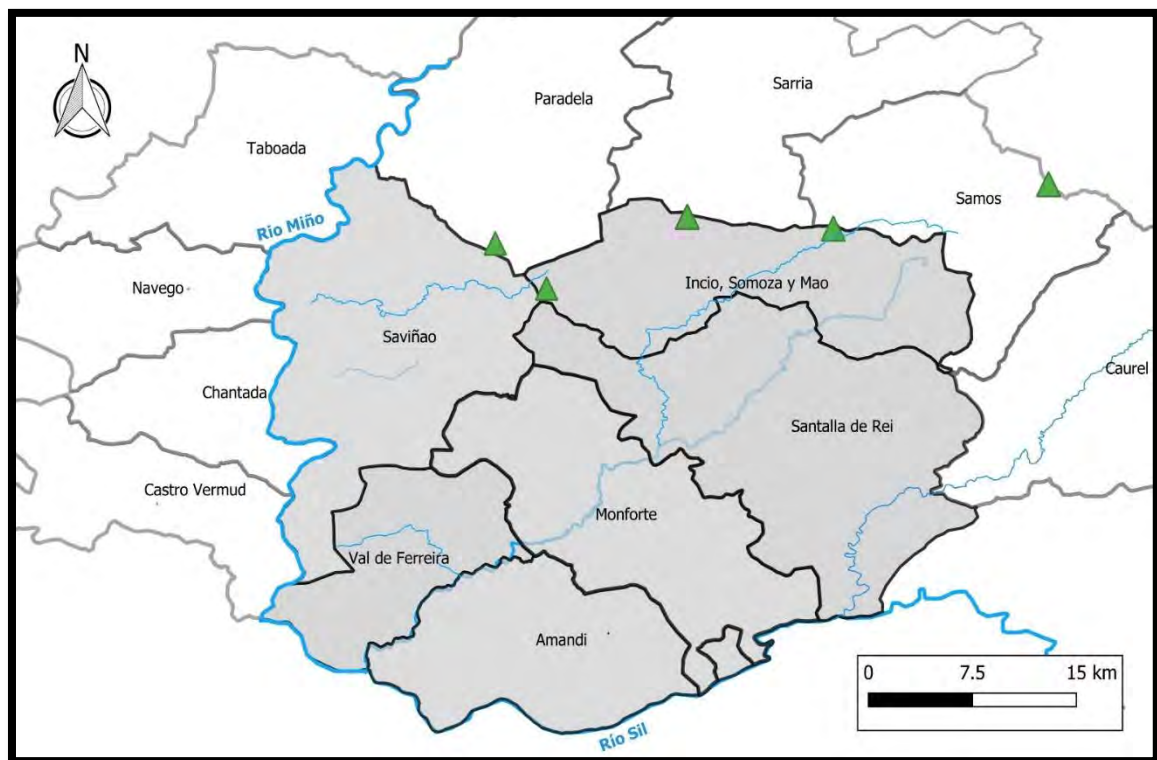 N
Paradela
Sarria
Taboada
Samos
Río Miño
Navego
Incio, Somoza y Mao
Saviñao
Caurel
Chantada
Santalla de Rei
Castro Vermud
Monforte
Val de Ferreira
Amandi
0 7.5 15 km
Río Sil